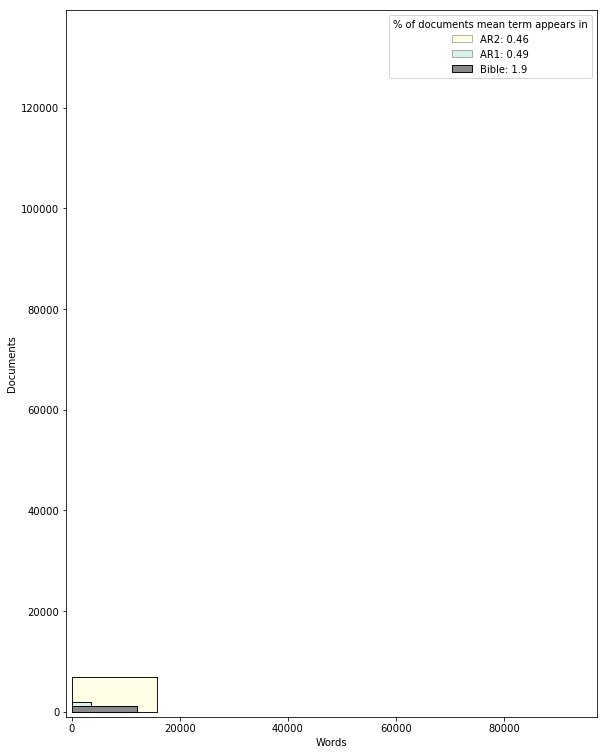 % of documents mean term appears in
AR2: 0.46
AR1: 0.49
Bible: 1.9
120000
100000
80000
60000
40000
20000
0
Documents
0 20000 40000 60000 80000
Words